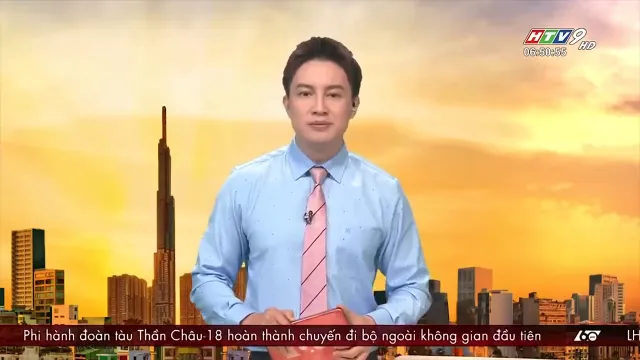 HTV9
HD
06:50:55
Phi hành đoàn tàu Thần Châu-18 hoàn thành chuyến đi bộ ngoài không gian đầu tiên